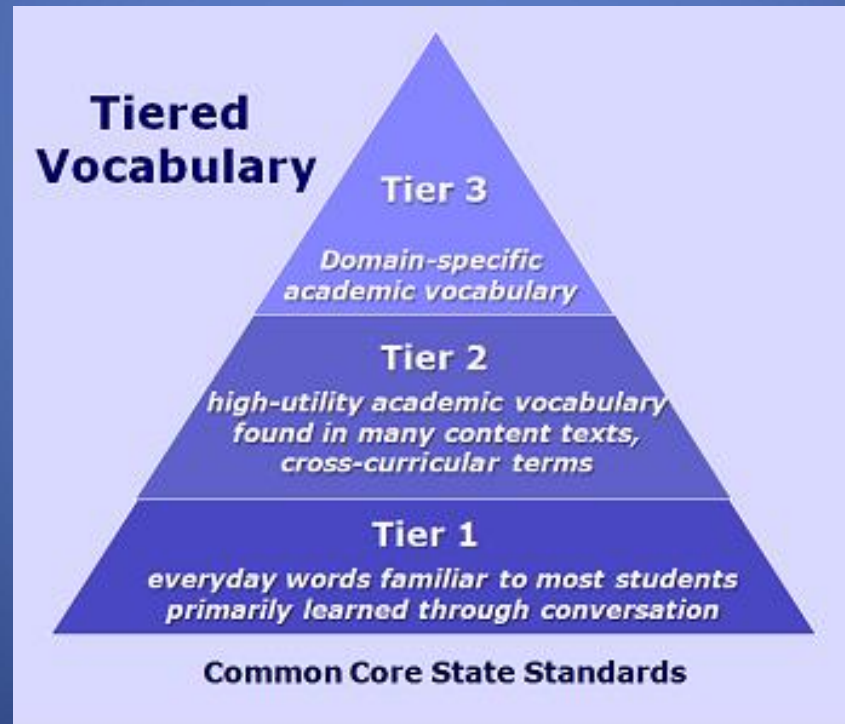 Tiered
Vocabulary
Tier 3
Domain-specific
academic vocabulary
Tier 2
high-utility academic vocabulary
found in many content texts,
cross-curricular terms
Tier 1
everyday words familiar to most students
primarily learned through conversation
Common Core State Standards